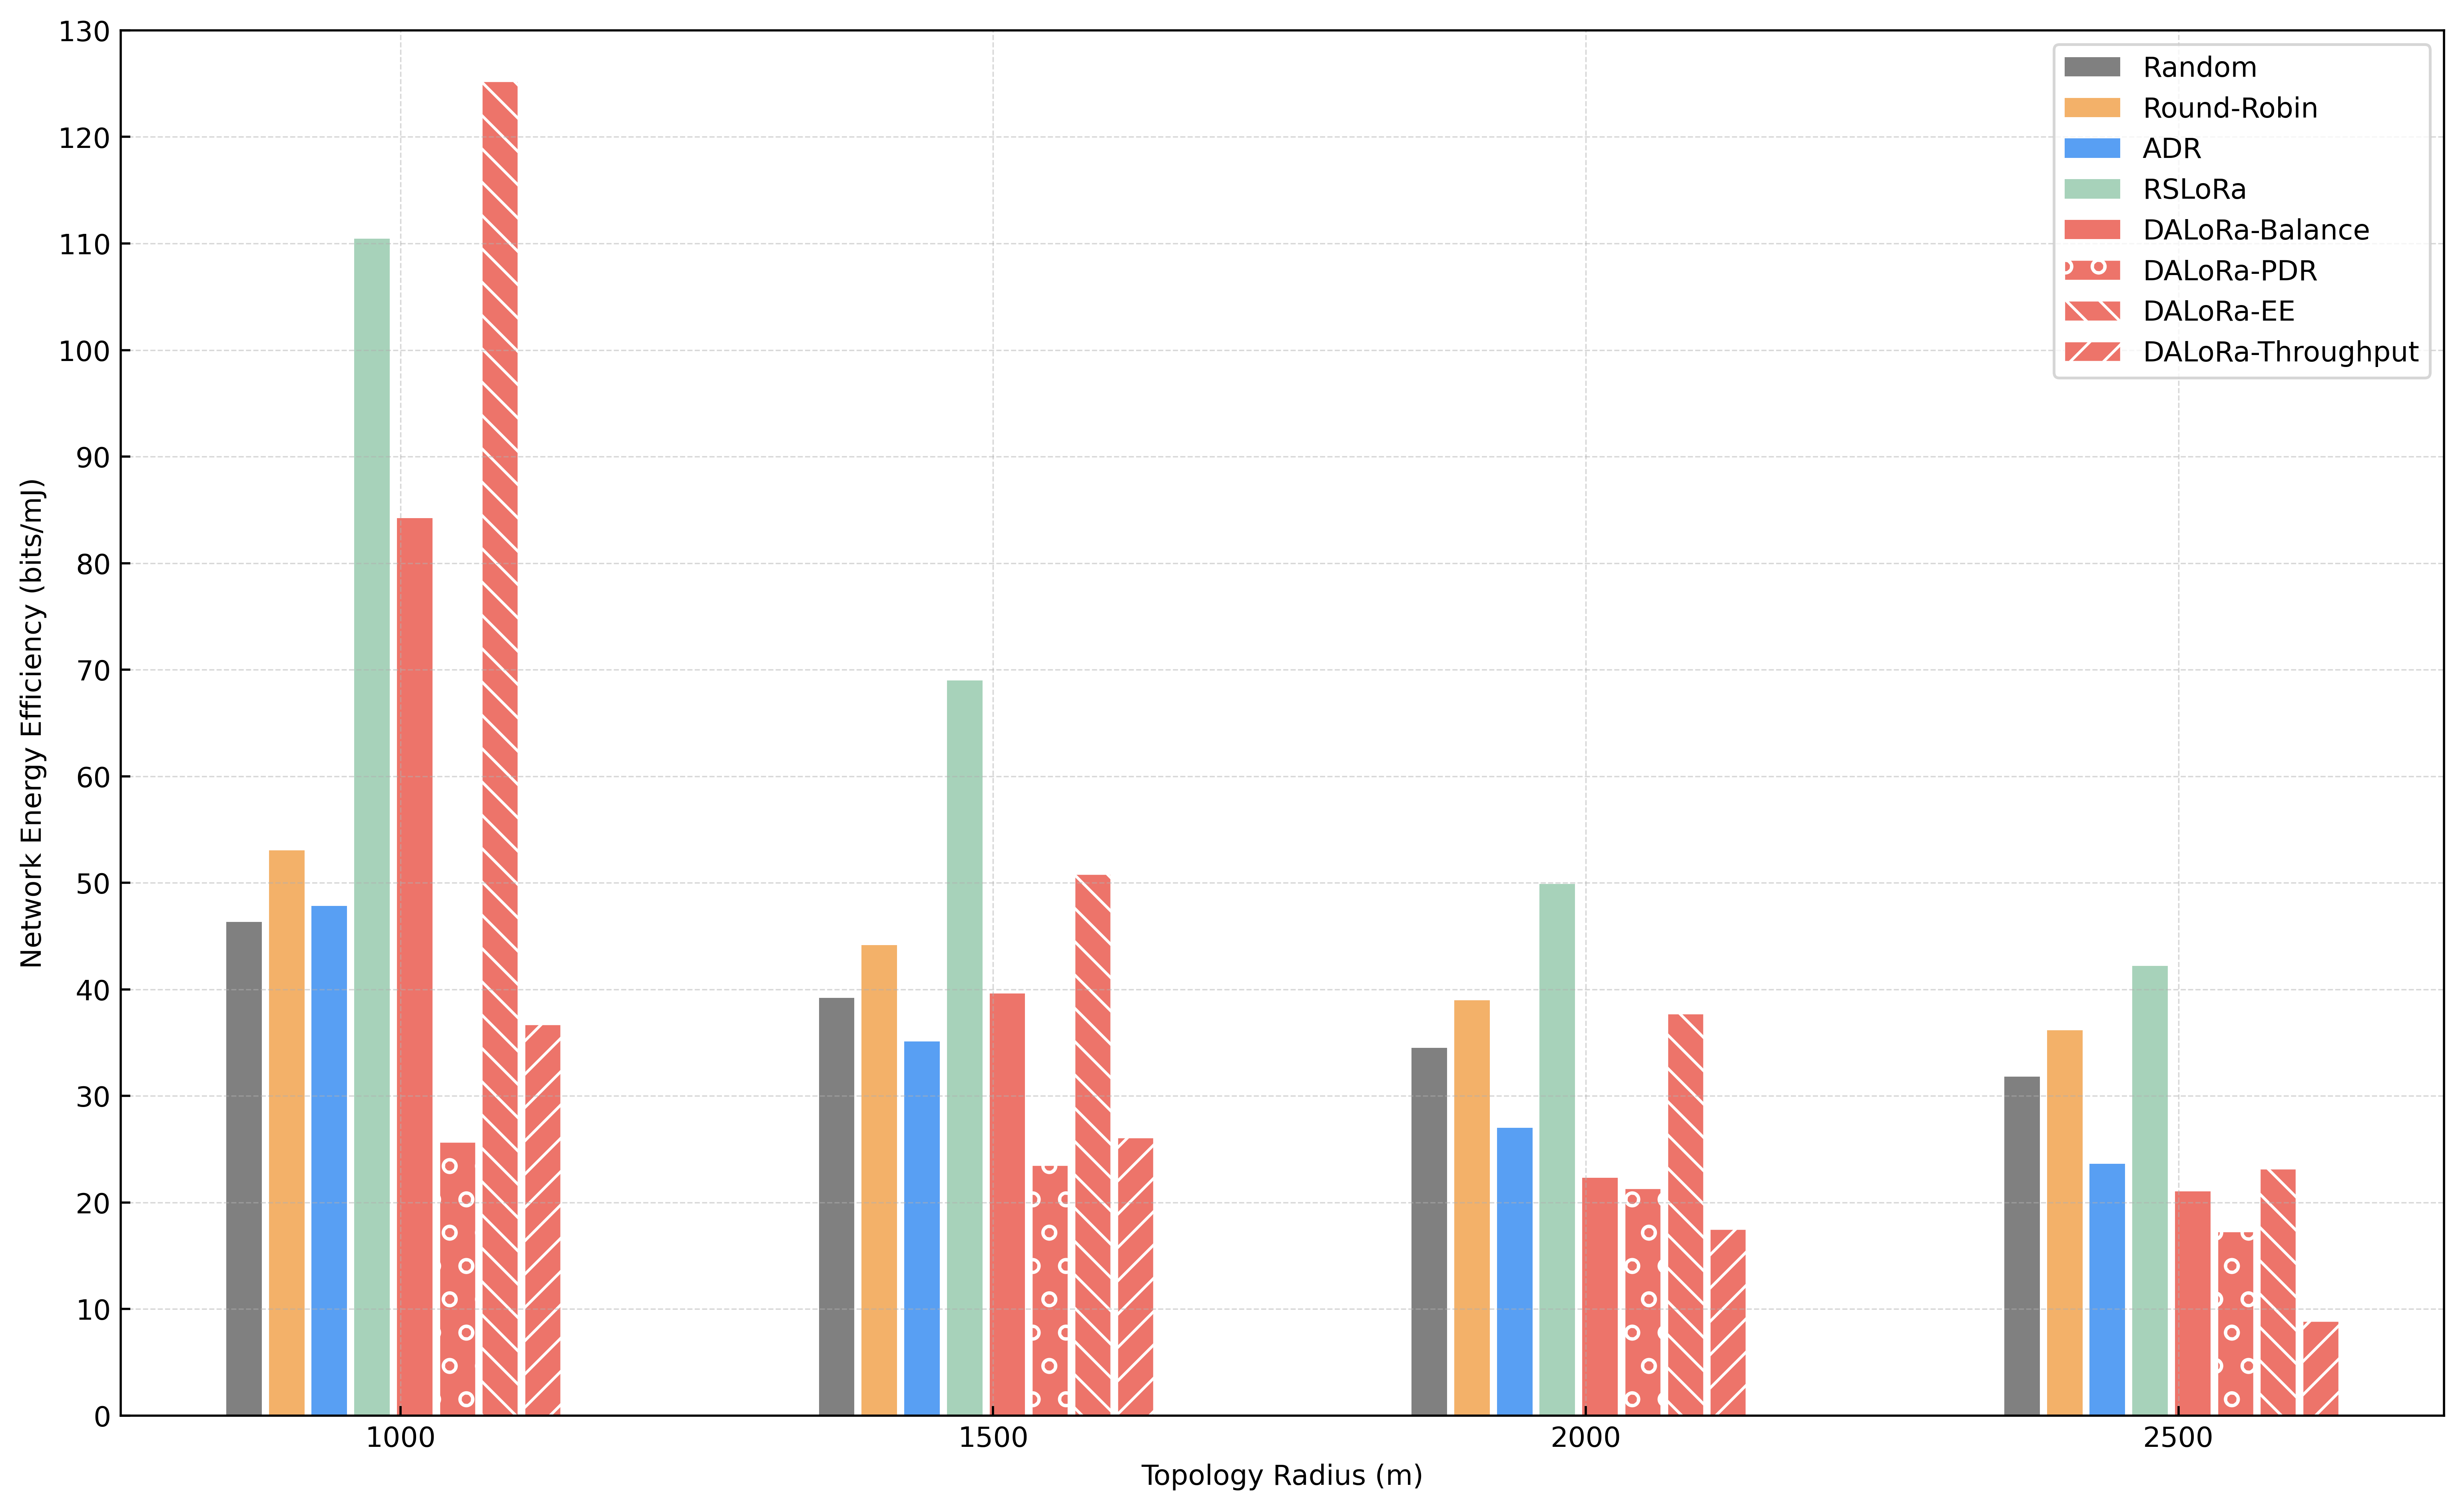 130
120
110
100
90
80
70
60
50
40
30
20
10
0
Network Energy Efficiency (bits/mJ)
Random
Round-Robin
ADR
RSLoRa
DALoRa-Balance
DALoRa-PDR
DALoRa-EE
DALoRa-Throughput
1000 1500 2000 2500
Topology Radius (m)